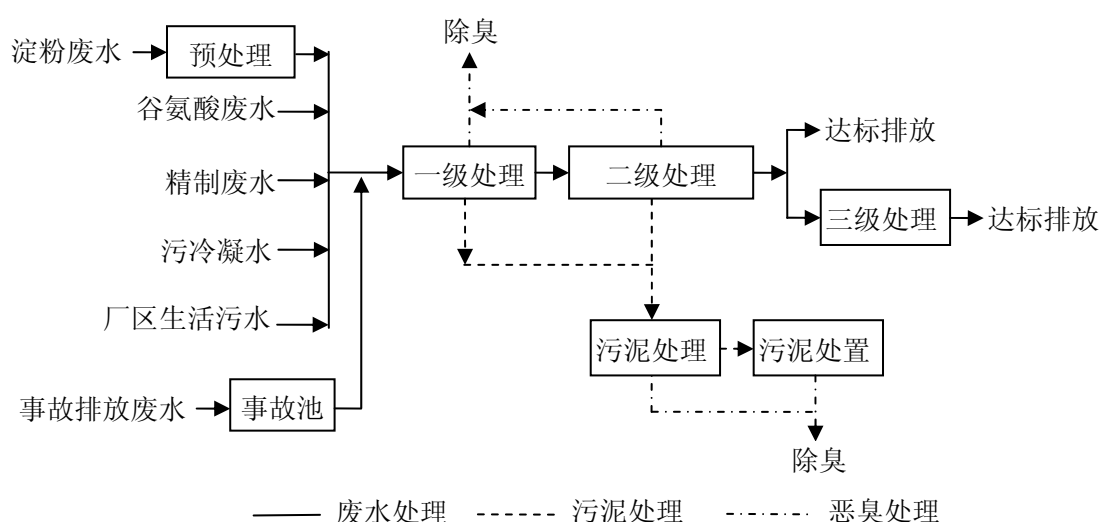 除臭
淀粉废水
预处理
谷氨酸废水
达标排放
一级处理
二级处理
精制废水
三级处理
达标排放
污冷凝水
厂区生活污水
污泥处理
污泥处置
事故排放废水
事故池
除臭
废水处理
污泥处理
恶臭处理